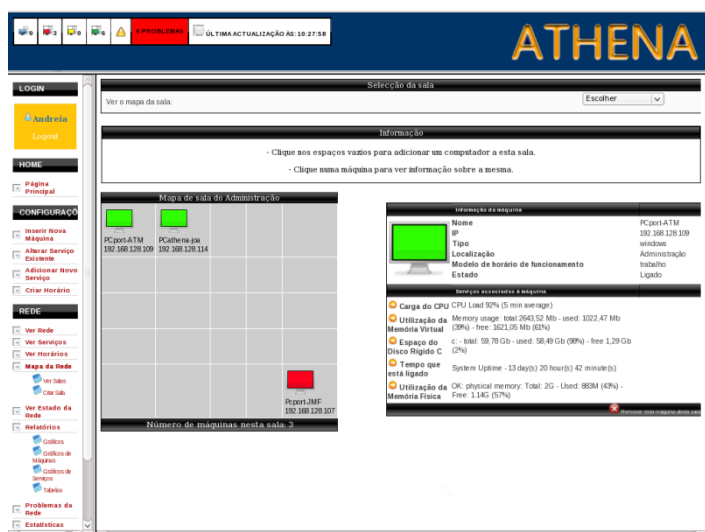 9 3 0 6 6 PROBLEMAS ÚLTIMA ACTUALIZAÇÃO ÀS: 10:27:56
ATHENA
LOGIN
Andreia
Logout
HOME
Página
Principal
CONFIGURAÇÕ
Inserir Nova
Máquina
Alterar Serviço
Existente
Adicionar Novo
Serviço
Criar Horário
REDE
Ver Rede
Ver Serviços
Ver Horários
Mapa da Rede
Ver Salas
Criar Sala
Ver Estado da
Rede
Relatórios
Gráficos
Gráficos de
Máquinas
Gráficos de
Serviços
Tabelas
Problemas da
Rede
Estatísticas
Selecção da sala
Ver o mapa da sala:
Escolher
Informação
- Clique nos espaços vazios para adicionar um computador a esta sala.
- Clique numa máquina para ver informação sobre a mesma.
Mapa de sala do Administração
PCport-ATM
192.168.128.109
PCathena-joa
192.168.128.114
Pcport-JMF
192.168.128.107
Número de máquinas nesta sala: 3
Informação da máquina
Nome PCport-ATM
IP 192.168.128.109
Tipo windows
Localização Administração
Modelo de horário de funcionamento trabalho
Estado Ligado
Serviços associados à máquina
Carga do CPU CPU Load 92% (5 min average)
Utilização da Memória Virtual Memory usage: total:2643,52 Mb - used: 1022,47 Mb
(39%) - free: 1621,05 Mb (61%)
Espaço do Disco Rígido C c: - total: 59,78 Gb - used: 58,49 Gb (98%) - free 1,29 Gb
(2%)
Tempo que está ligado System Uptime - 13 day(s) 20 hour(s) 42 minute(s)
Utilização da Memória Física OK: physical memory: Total: 2G - Used: 883M (43%) -
Free: 1.14G (57%)
Remover esta máquina desta sala